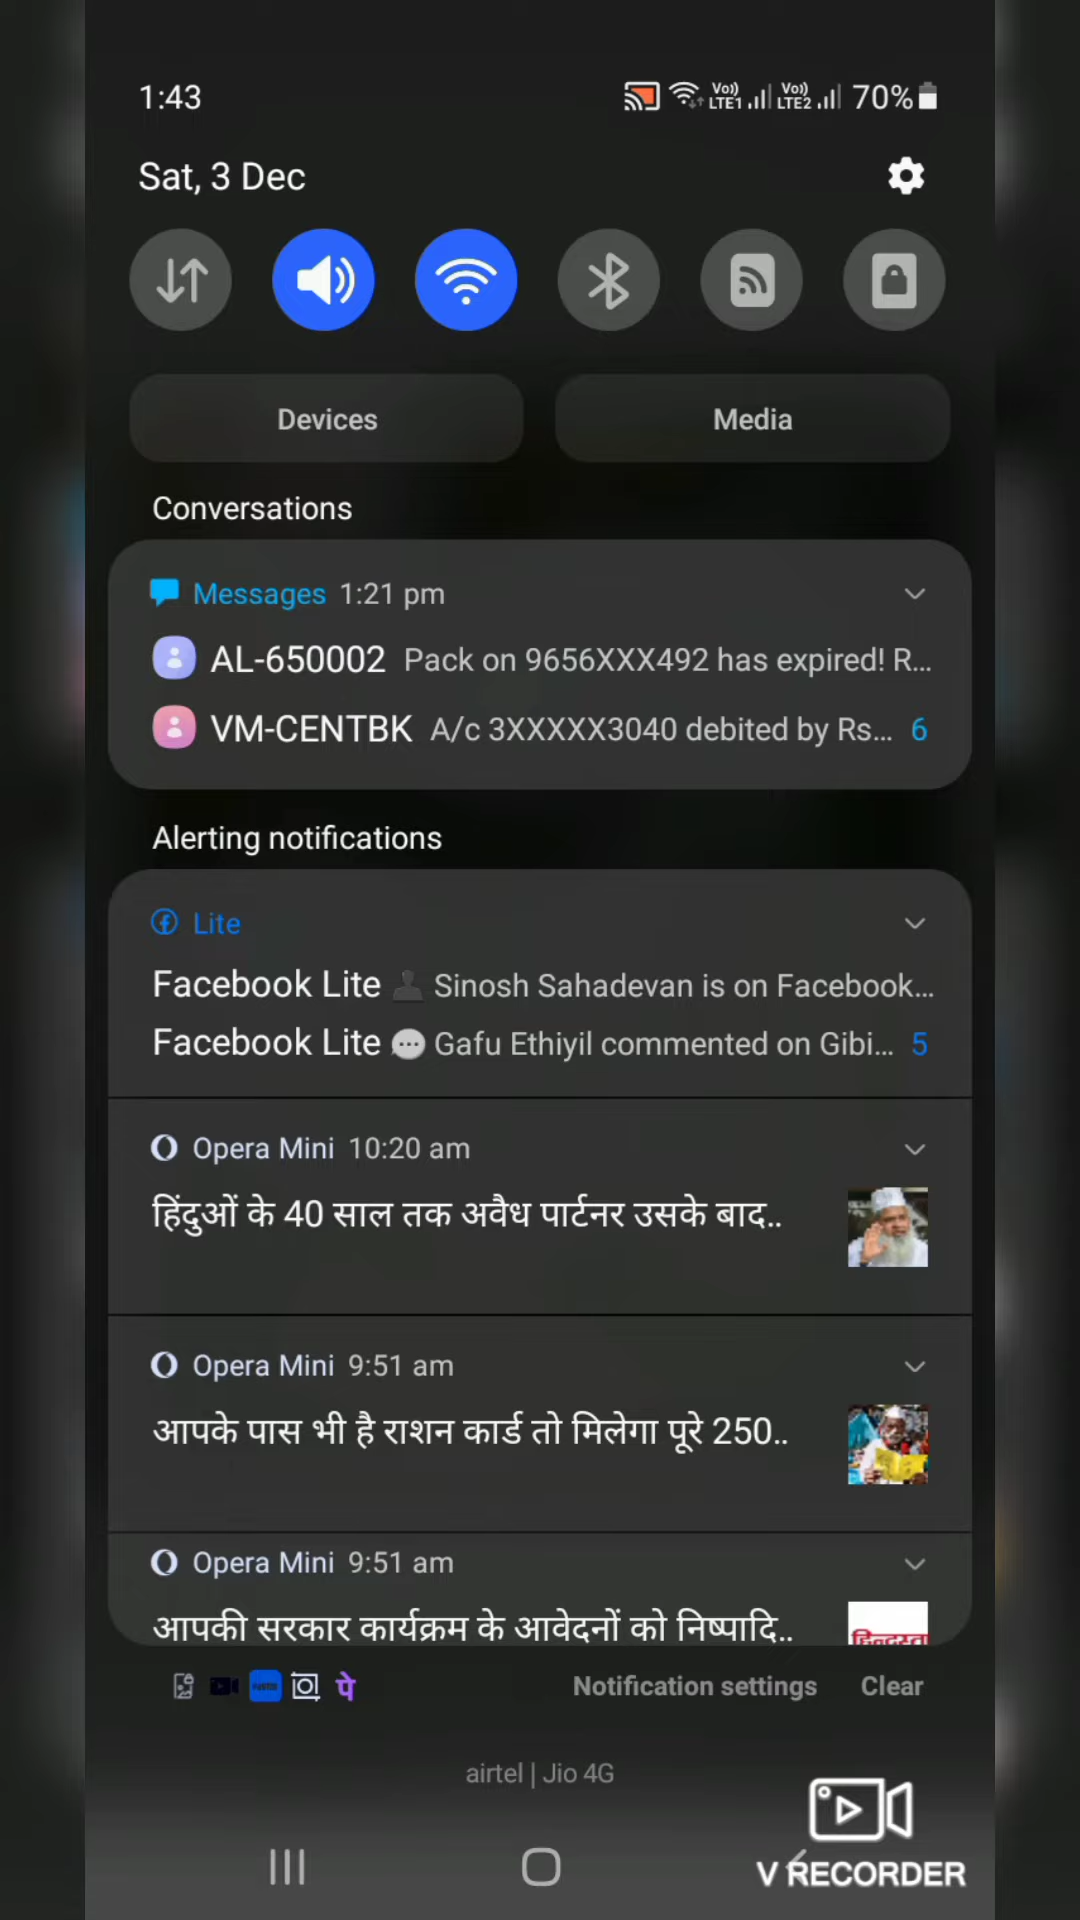 1:43
Vo)) LTE1 Vo)) LTE2 70%
Sat, 3 Dec
Devices Media
Conversations
Messages 1:21 pm
AL-650002 Pack on 9656XXX492 has expired! R...
VM-CENTBK A/c 3XXXXX3040 debited by Rs... 6
Alerting notifications
Lite
Facebook Lite Sinosh Sahadevan is on Facebook...
Facebook Lite Gafu Ethiyil commented on Gibi... 5
Opera Mini 10:20 am
हिंदुओं के 40 साल तक अवैध पार्टनर उसके बाद..
Opera Mini 9:51 am
आपके पास भी है राशन कार्ड तो मिलेगा पूरे 250..
Opera Mini 9:51 am
आपकी सरकार कार्यक्रम के आवेदनों को निष्पादि..
पे Notification settings Clear
airtel | Jio 4G
V RECORDER